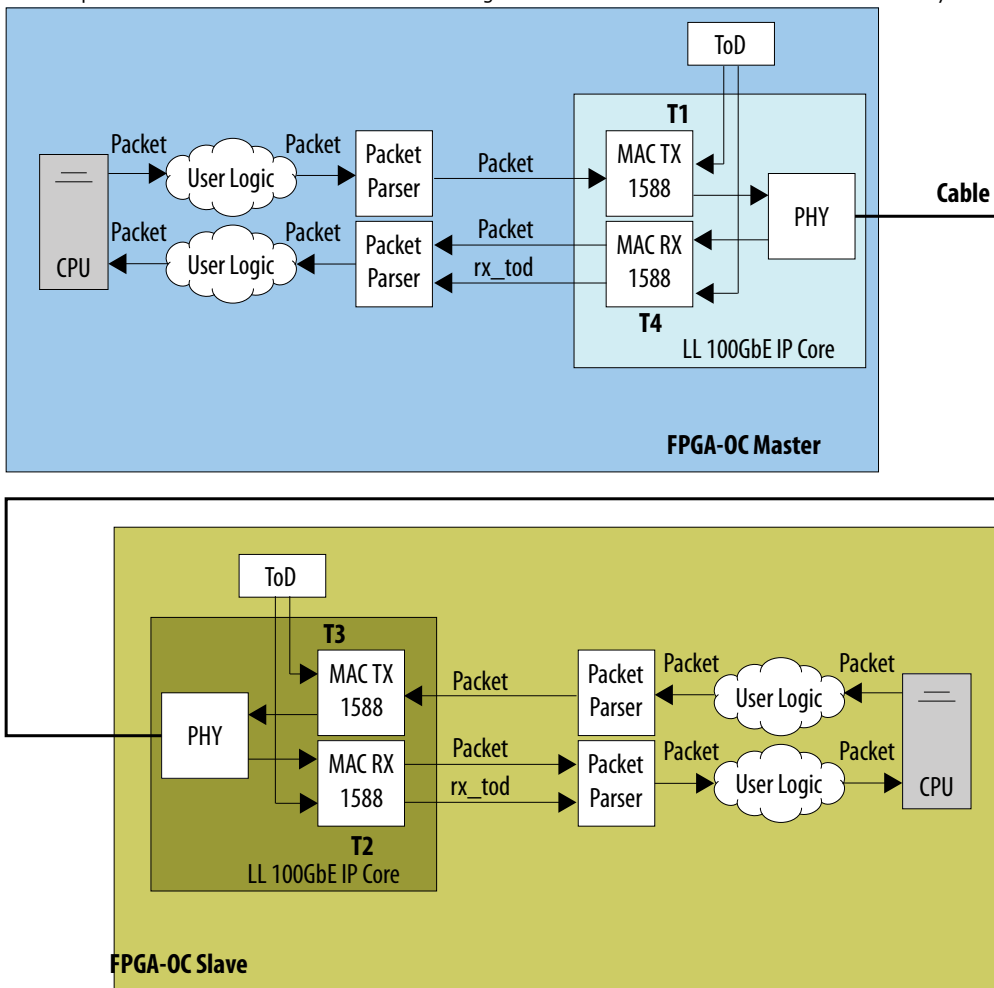 ToD
T1
Packet
Packet
Packet
Parser
Packet
MAC TX
1588
User Logic
PHY
Cable
Packet
Packet
Packet
Parser
Packet
rx_tod
MAC RX
1588
CPU
User Logic
T4
LL 100GbE IP Core
FPGA-OC Master
ToD
T3
MAC TX
1588
Packet
Packet
Parser
Packet
Packet
User Logic
PHY
MAC RX
1588
Packet
rx_tod
Packet
Parser
Packet
Packet
User Logic
CPU
T2
LL 100GbE IP Core
FPGA-OC Slave